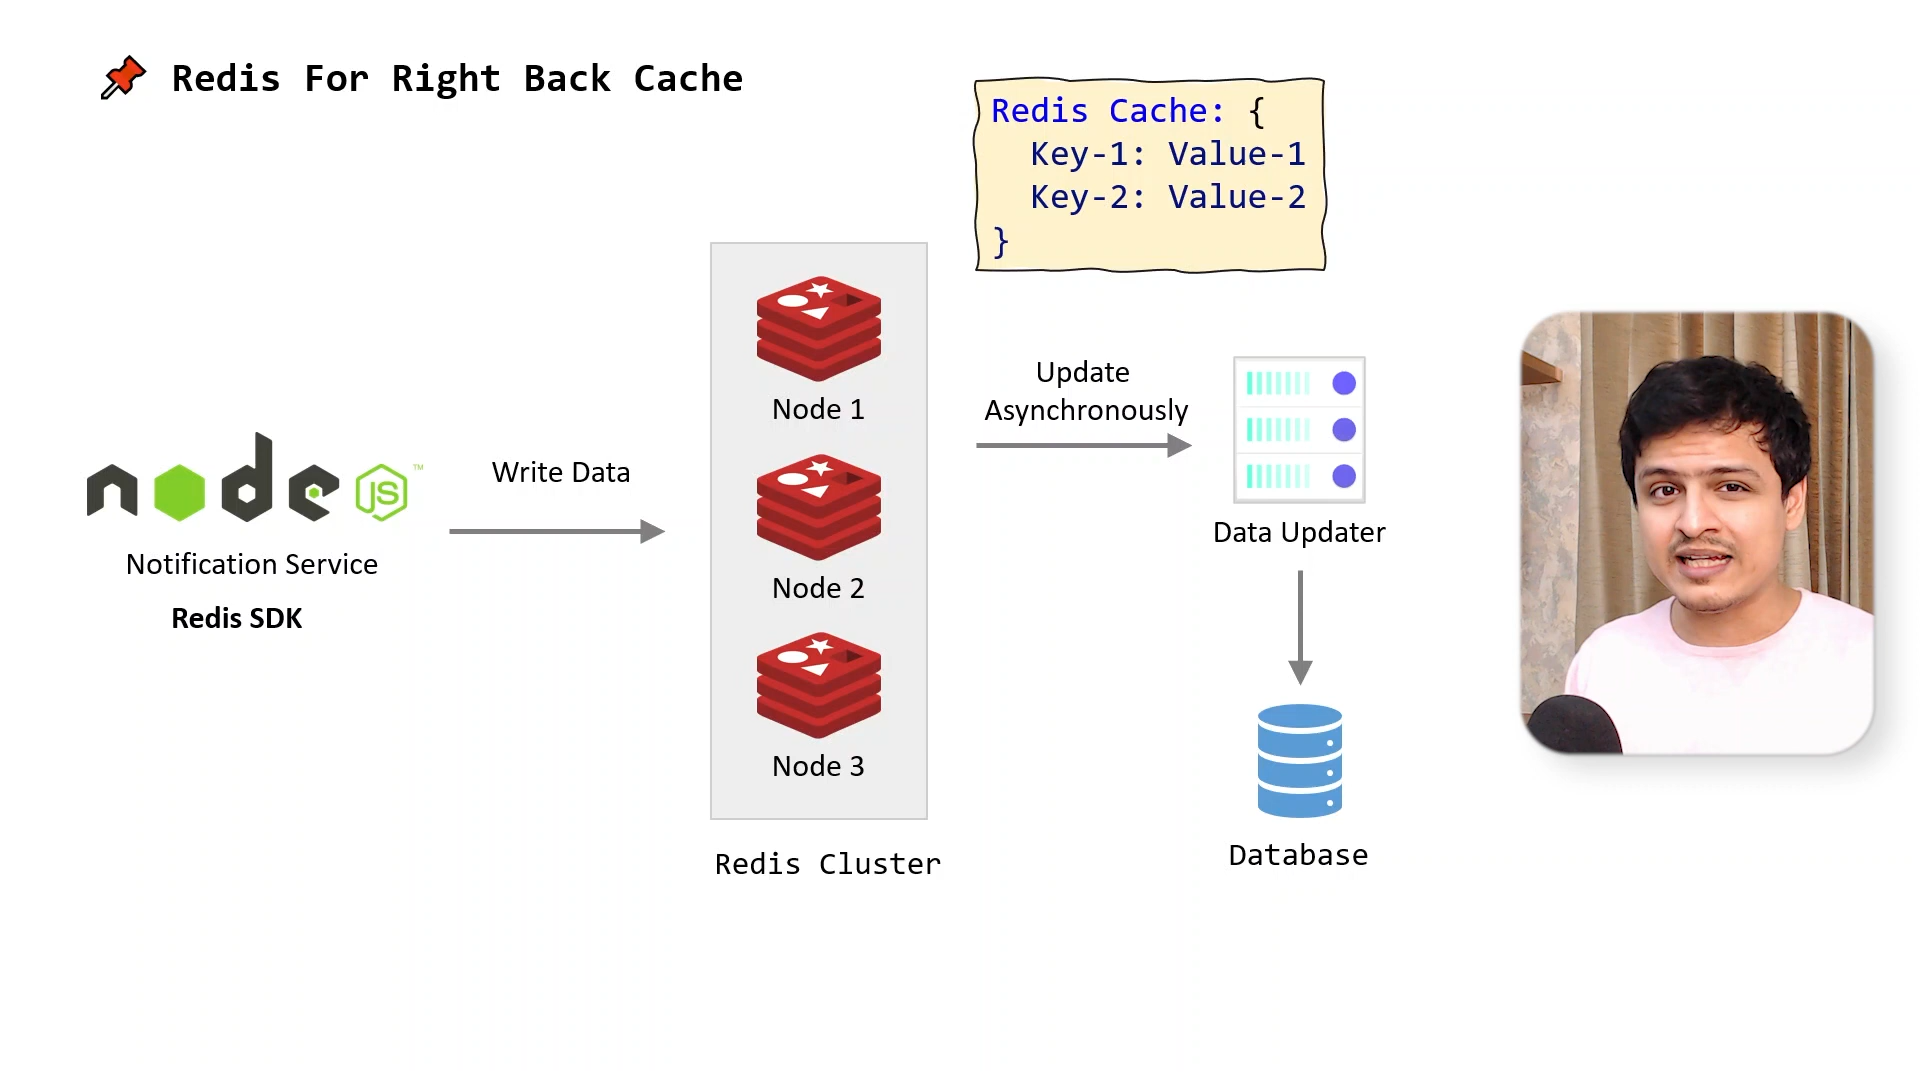 Redis For Right Back Cache
Redis Cache: {
Key-1: Value-1
Key-2: Value-2
}
node JS ™
Notification Service
Redis SDK
Write Data
Node 1
Node 2
Node 3
Redis Cluster
Update
Asynchronously
Data Updater
Database